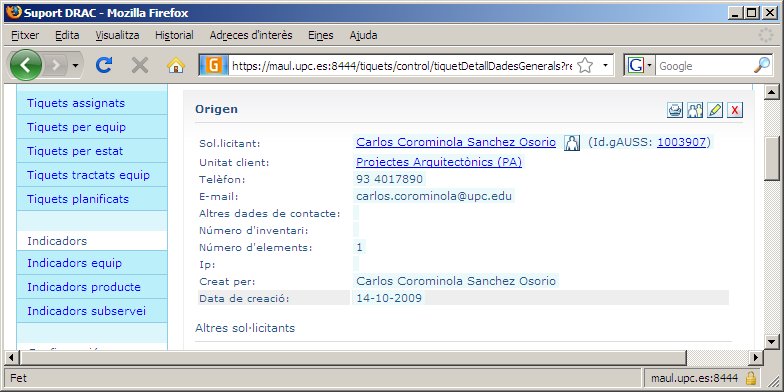 Suport DRAC - Mozilla Firefox
Fitxer Edita Visualitza Historial Adreces d'interès Eines Ajuda
https://maul.upc.es:8444/tiquets/control/tiquetDetallDadesGenerals?re
Google
Tiquets assignats
Tiquets per equip
Tiquets per estat
Tiquets tractats equip
Tiquets planificats
Indicadors
Indicadors equip
Indicadors producte
Indicadors subservei
Origen
Sol.licitant: Carlos Corominola Sanchez Osorio (Id.gAUSS: 1003907)
Unitat client: Projectes Arquitectònics (PA)
Telèfon: 93 4017890
E-mail: carlos.corominola@upc.edu
Altres dades de contacte:
Número d'inventari:
Número d'elements: 1
Ip:
Creat per: Carlos Corominola Sanchez Osorio
Data de creació: 14-10-2009
Altres sol·licitants
Fet maul.upc.es:8444